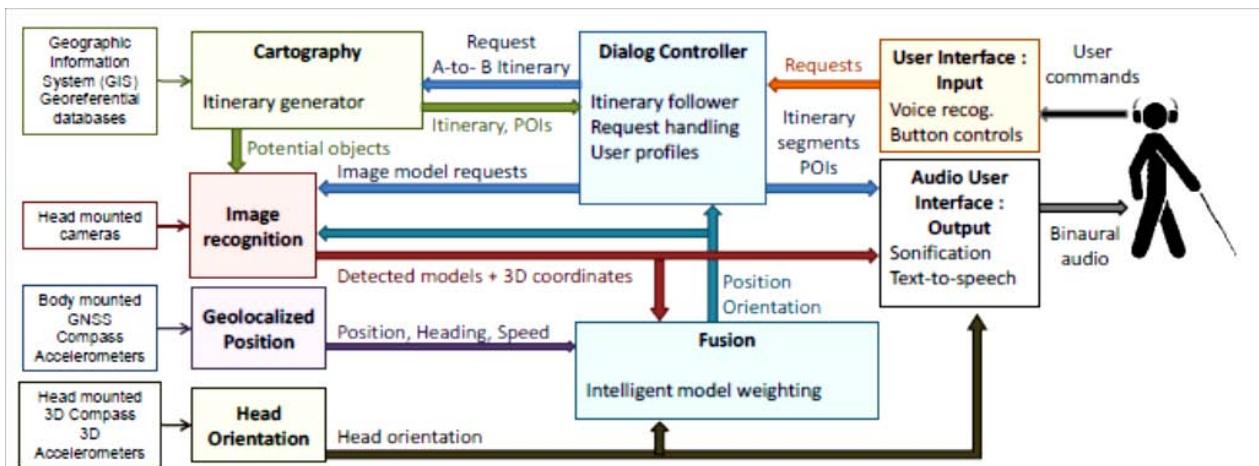 Geographic
Information
System (GIS)
Géoreferential
databases
Cartography
Itinerary generator
Request
A-to- B Itinerary
Itinerary, POIs
Dialog Controller
Itinerary follower
Request handling
User profiles
Requests
User Interface :
Input
Voice recog.
Button controls
User
commands
Potential objects
Image model requests
Itinerary
segments
POIs
Head mounted
cameras
Image
recognition
Detected models + 3D coordinates
Audio User
Interface :
Output
Sonification
Text-to-speech
Binaural
audio
Position
Orientation
Body mounted
GNSS
Compass
Accelerometers
Geolocalized
Position
Position, Heading, Speed
Fusion
Intelligent model weighting
Head mounted
3D Compass
3D
Accelerometers
Head
Orientation
Head orientation